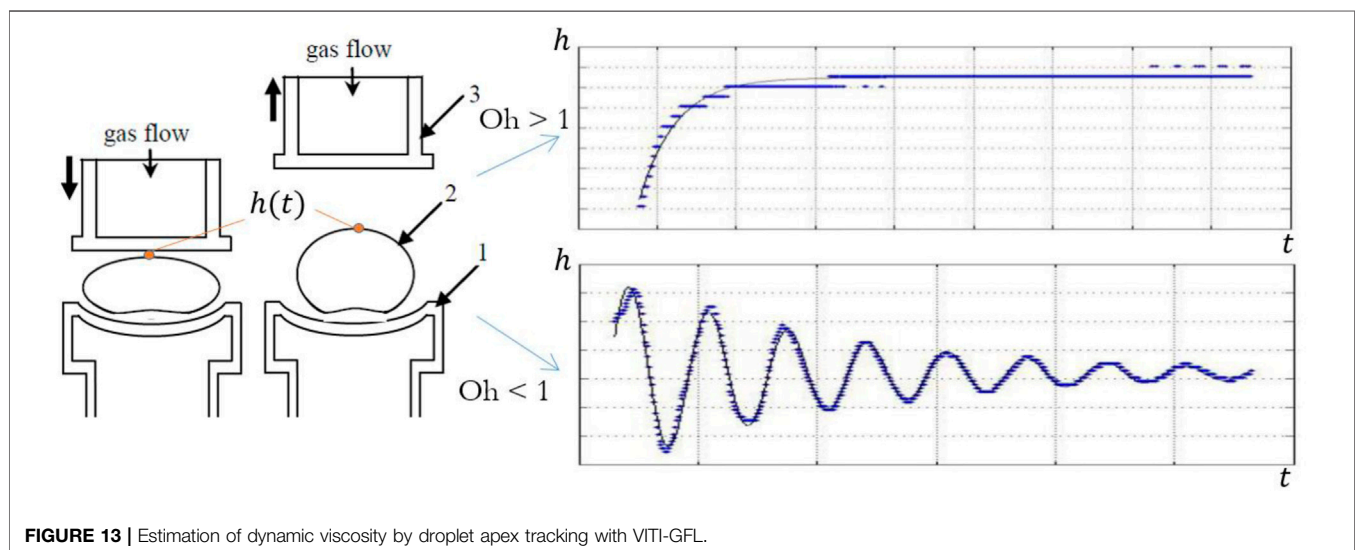 gas flow
3
Oh > 1
h
t
gas flow
h(t)
2
1
Oh < 1
h
t
FIGURE 13 | Estimation of dynamic viscosity by droplet apex tracking with VITI-GFL.